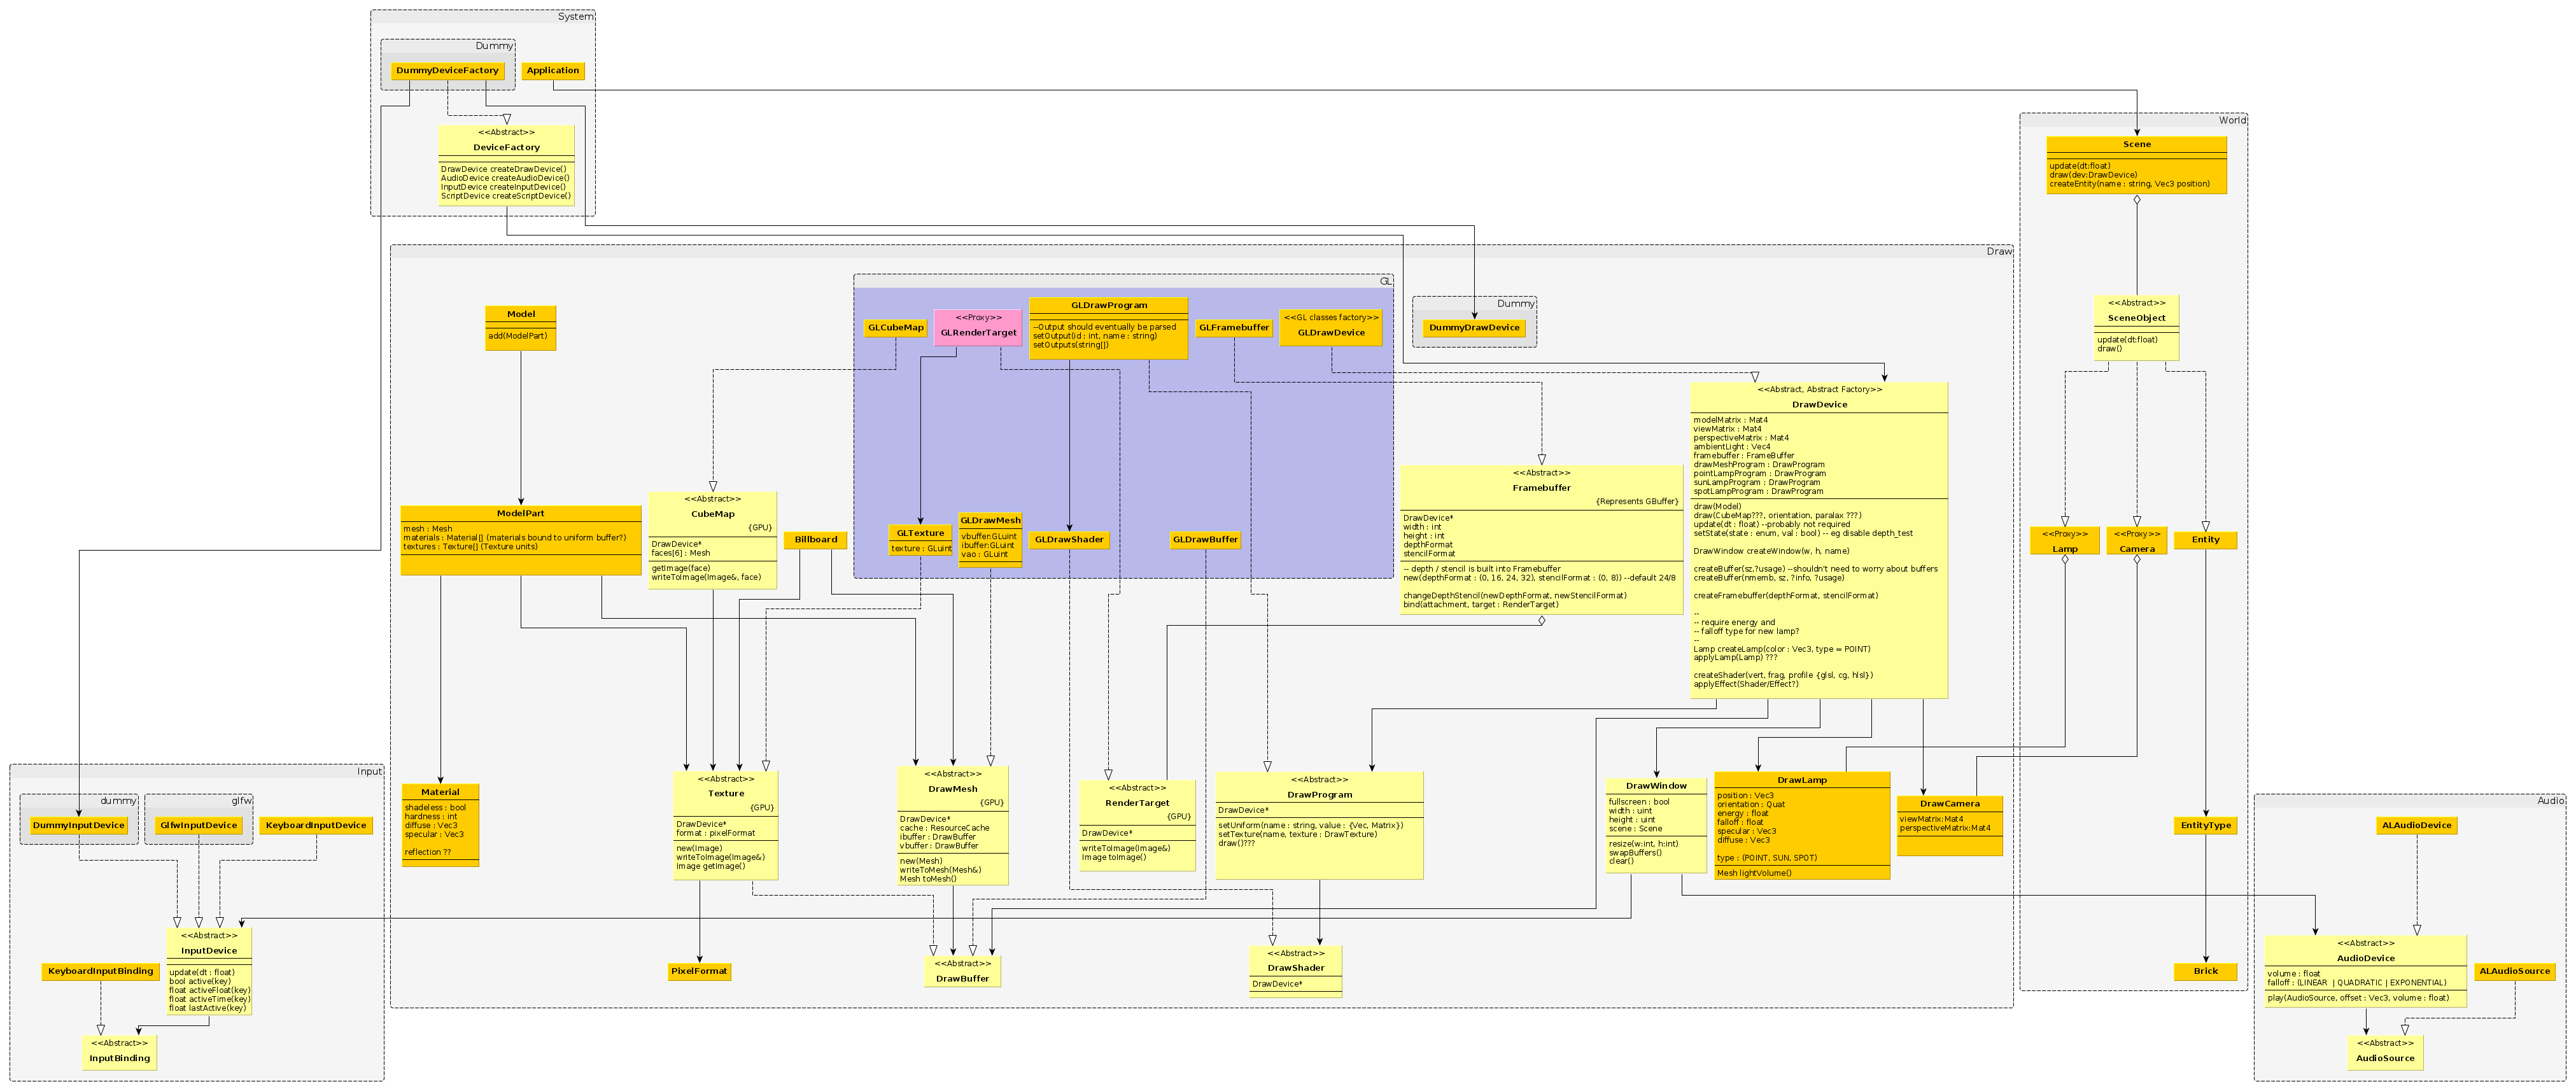 System
Dummy
DummyDeviceFactory
Application
<<Abstract>>
DeviceFactory
DrawDevice createDrawDevice()
AudioDevice createAudioDevice()
InputDevice createInputDevice()
ScriptDevice createScriptDevice()
World
Scene
update(dt:float)
draw(dev:DrawDevice)
createEntity(name : string, Vec3 position)
<<Abstract>>
SceneObject
update(dt:float)
draw()
<<Proxy>>
Lamp
<<Proxy>>
Camera
Entity
EntityType
Brick
Draw
Model
add(ModelPart)
GL
GLCubeMap
<<Proxy>>
GLRenderTarget
GLDrawProgram
--Output should eventually be parsed
setOutput(id : int, name : string)
setOutputs(string[])
GLFramebuffer
<<GL classes factory>>
GLDrawDevice
Dummy
DummyDrawDevice
GLTexture
texture : GLuint
GLDrawMesh
vbuffer:GLuint
ibuffer:GLuint
vao : GLuint
GLDrawShader
GLDrawBuffer
ModelPart
mesh : Mesh
materials : Material[] (materials bound to uniform buffer?)
textures : Texture[] (Texture units)
<<Abstract>>
CubeMap
{GPU}
DrawDevice*
faces[6] : Mesh
getImage(face)
writeToImage(Image&, face)
Billboard
<<Abstract>>
Framebuffer
{Represents GBuffer}
DrawDevice*
width : int
height : int
depthFormat
stencilFormat
-- depth / stencil is built into Framebuffer
new(depthFormat : (0, 16, 24, 32), stencilFormat : (0, 8)) --default 24/8
changeDepthStencil(newDepthFormat, newStencilFormat)
bind(attachment, target : RenderTarget)
<<Abstract, Abstract Factory>>
DrawDevice
modelMatrix : Mat4
viewMatrix : Mat4
perspectiveMatrix : Mat4
ambientLight : Vec4
framebuffer : FrameBuffer
drawMeshProgram : DrawProgram
pointLampProgram : DrawProgram
sunLampProgram : DrawProgram
spotLampProgram : DrawProgram
draw(Model)
draw(CubeMap???, orientation, paralax ???)
update(dt : float) --probably not required
setState(state : enum, val : bool) -- eg disable depth_test
DrawWindow createWindow(w, h, name)
createBuffer(sz,?usage) --shouldn't need to worry about buffers
createBuffer(nmemb, sz, ?info, ?usage)
createFramebuffer(depthFormat, stencilFormat)
--
-- require energy and
-- falloff type for new lamp?
--
Lamp createLamp(color : Vec3, type = POINT)
applyLamp(Lamp) ???
createShader(vert, frag, profile {glsl, cg, hlsl})
applyEffect(Shader/Effect?)
Material
shadeless : bool
hardness : int
diffuse : Vec3
specular : Vec3
reflection ??
<<Abstract>>
Texture
{GPU}
DrawDevice*
format : pixelFormat
new(Image)
writeToImage(Image&)
Image getImage()
<<Abstract>>
DrawMesh
{GPU}
DrawDevice*
cache : ResourceCache
ibuffer : DrawBuffer
vbuffer : DrawBuffer
new(Mesh)
writeToMesh(Mesh&)
Mesh toMesh()
<<Abstract>>
RenderTarget
{GPU}
DrawDevice*
writeToImage(Image&)
Image toImage()
<<Abstract>>
DrawProgram
DrawDevice*
setUniform(name : string, value : {Vec, Matrix})
setTexture(name, texture : DrawTexture)
draw()???
DrawWindow
fullscreen : bool
width : uint
height : uint
scene : Scene
resize(w:int, h:int)
swapBuffers()
clear()
DrawLamp
position : Vec3
orientation : Quat
energy : float
falloff : float
specular : Vec3
diffuse : Vec3
type : (POINT, SUN, SPOT)
Mesh lightVolume()
DrawCamera
viewMatrix:Mat4
perspectiveMatrix:Mat4
PixelFormat
<<Abstract>>
DrawBuffer
<<Abstract>>
DrawShader
DrawDevice*
Input
dummy
DummyInputDevice
glfw
GlfwInputDevice
KeyboardInputDevice
<<Abstract>>
InputDevice
update(dt : float)
bool active(key)
float activeFloat(key)
float activeTime(key)
float lastActive(key)
KeyboardInputBinding
<<Abstract>>
InputBinding
Audio
ALAudioDevice
<<Abstract>>
AudioDevice
volume : float
falloff : (LINEAR | QUADRATIC | EXPONENTIAL)
play(AudioSource, offset : Vec3, volume : float)
ALAudioSource
<<Abstract>>
AudioSource